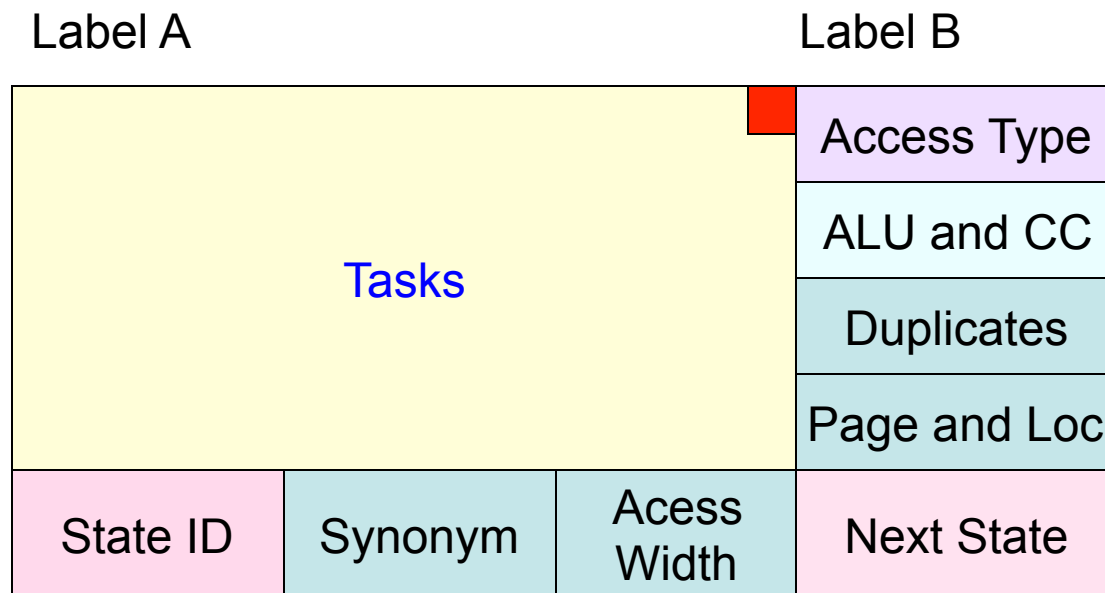 Label A
Label B
Access Type
ALU and CC
Tasks
Duplicates
Page and Loc
State ID
Synonym
Acess
Width
Next State